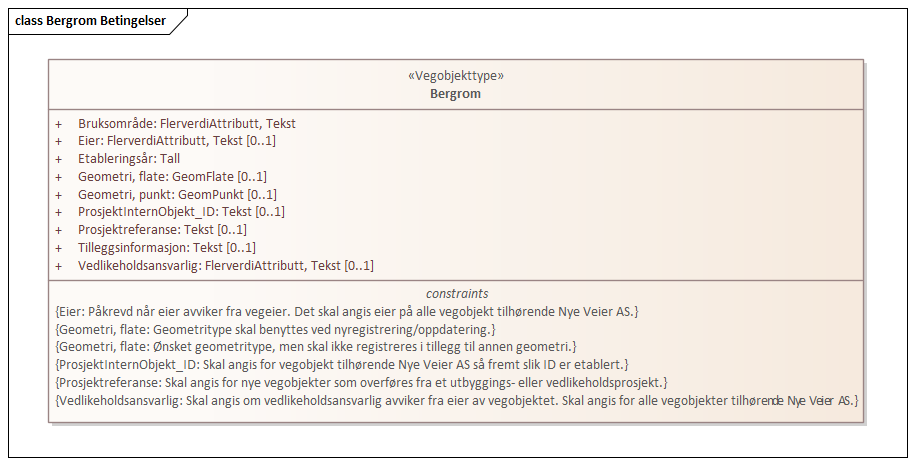 class Bergrom Betingelser
«Vegobjekttype»
Bergrom
+ Bruksområde: FlerverdiAttributt, Tekst
+ Eier: FlerverdiAttributt, Tekst [0..1]
+ Etableringsår: Tall
+ Geometri, flate: GeomFlate [0..1]
+ Geometri, punkt: GeomPunkt [0..1]
+ ProsjektInternObjekt_ID: Tekst [0..1]
+ Prosjektreferanse: Tekst [0..1]
+ Tilleggsinformasjon: Tekst [0..1]
+ Vedlikeholdsansvarlig: FlerverdiAttributt, Tekst [0..1]
constraints
{Eier: Påkrevd når eier avviker fra vegeier. Det skal angis eier på alle vegobjekt tilhørende Nye Veier AS.}
{Geometri, flate: Geometritype skal benyttes ved nyregistrering/oppdatering.}
{Geometri, flate: Ønsket geometritype, men skal ikke registreres i tillegg til annen geometri.}
{ProsjektInternObjekt_ID: Skal angis for vegobjekt tilhørende Nye Veier AS så fremt slik ID er etablert.}
{Prosjektreferanse: Skal angis for nye vegobjekter som overføres fra et utbyggings- eller vedlikeholdsprosjekt.}
{Vedlikeholdsansvarlig: Skal angis om vedlikeholdsansvarlig avviker fra eier av vegobjektet. Skal angis for alle vegobjekter tilhørende Nye Veier AS.}